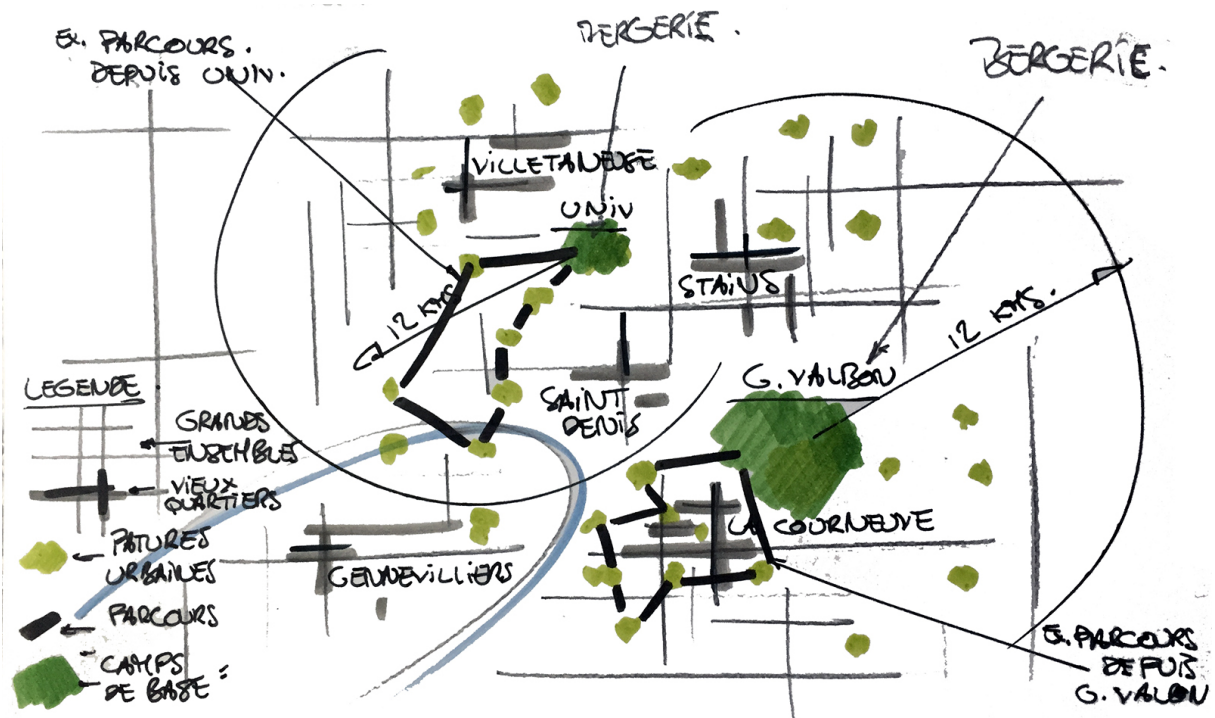 Ex. PARCOURS.
DEPUIS UNIV.
BERGERIE.
BERGERIE.
VILLETANEUSE
UNIV
STAINS
12 KMS
12 KMS.
G. VALBON
SAINT
DENIS
LEGENDE
GRANDS
ENSEMBLES
VIEUX
QUARTIERS
PATURES
URBAINES
PARCOURS
CAMPS
DE BASE
LA COURNEUVE
GENNEVILLIERS
Ex. PARCOURS
DEPUIS
G. VALBON